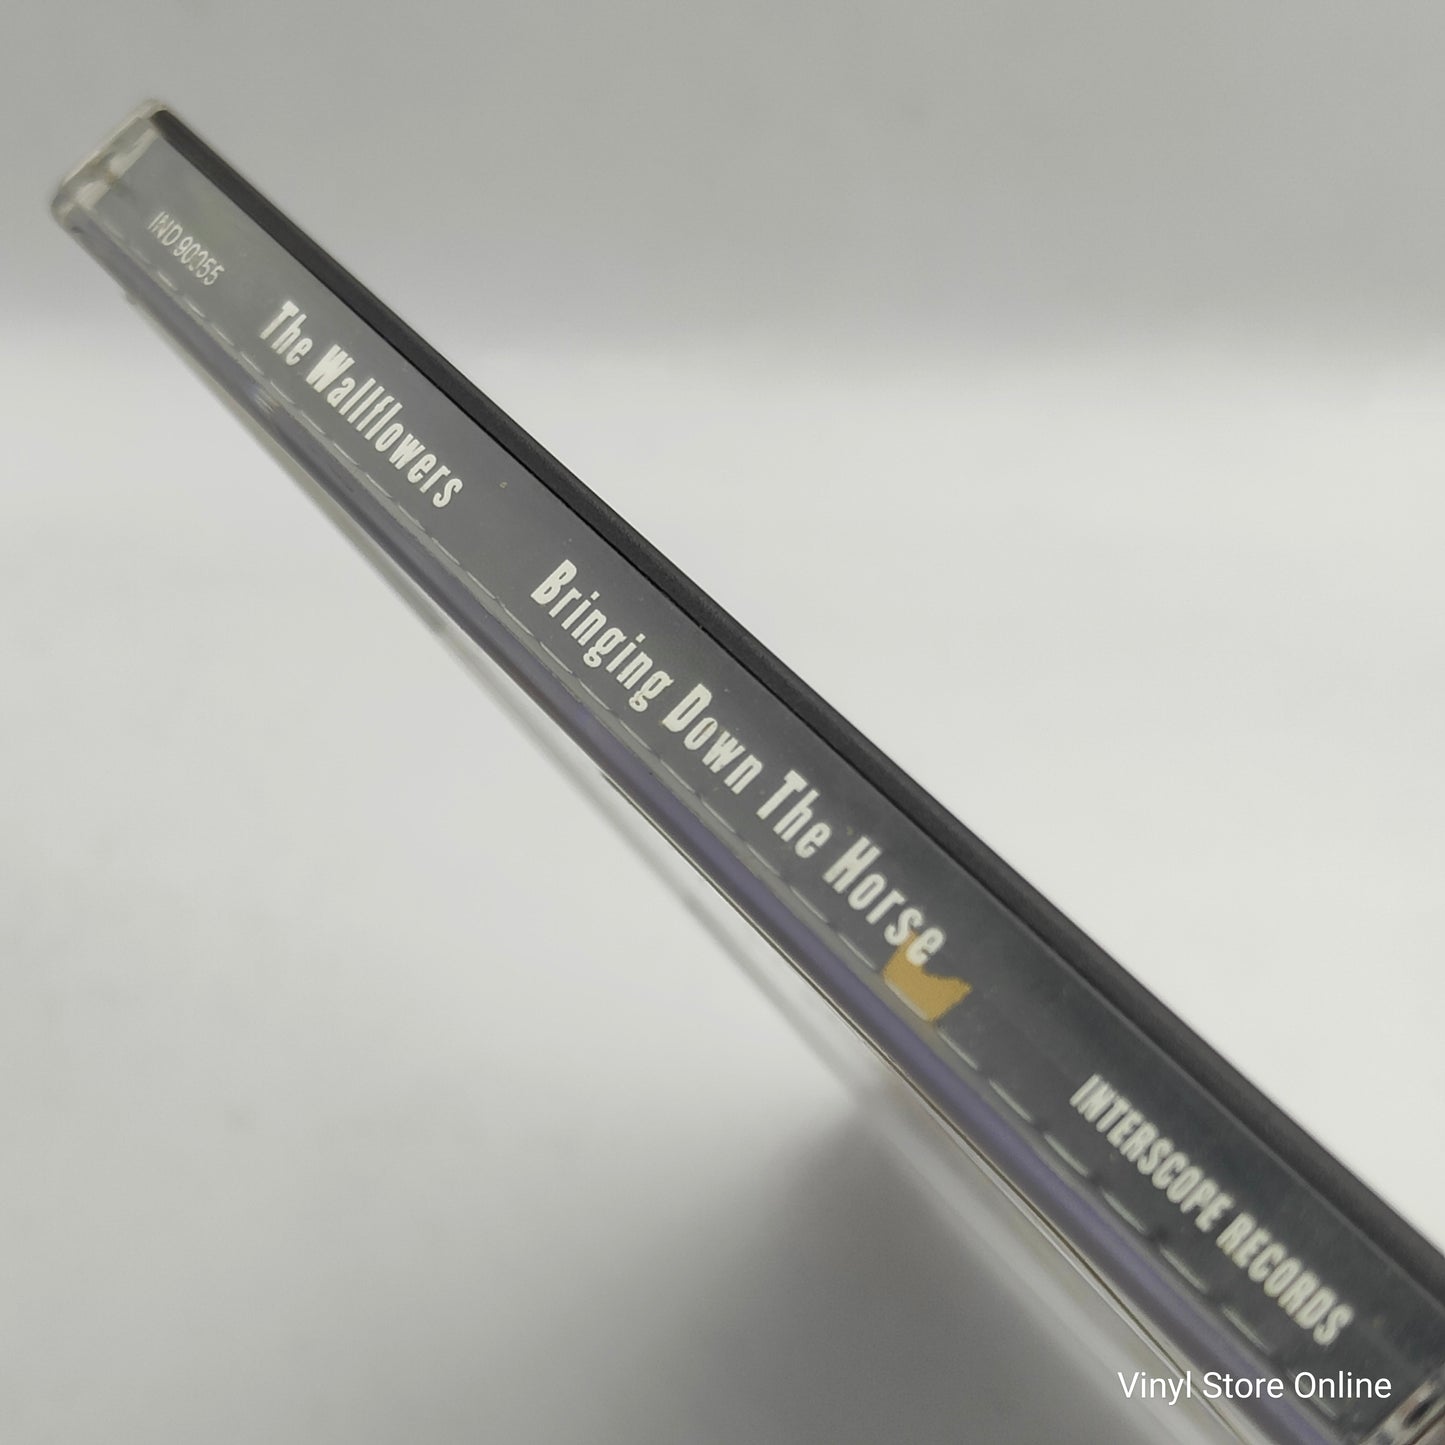 IND 90055
The Wallflowers
Bringing Down The Horse
INTERSCOPE RECORDS
Vinyl Store Online